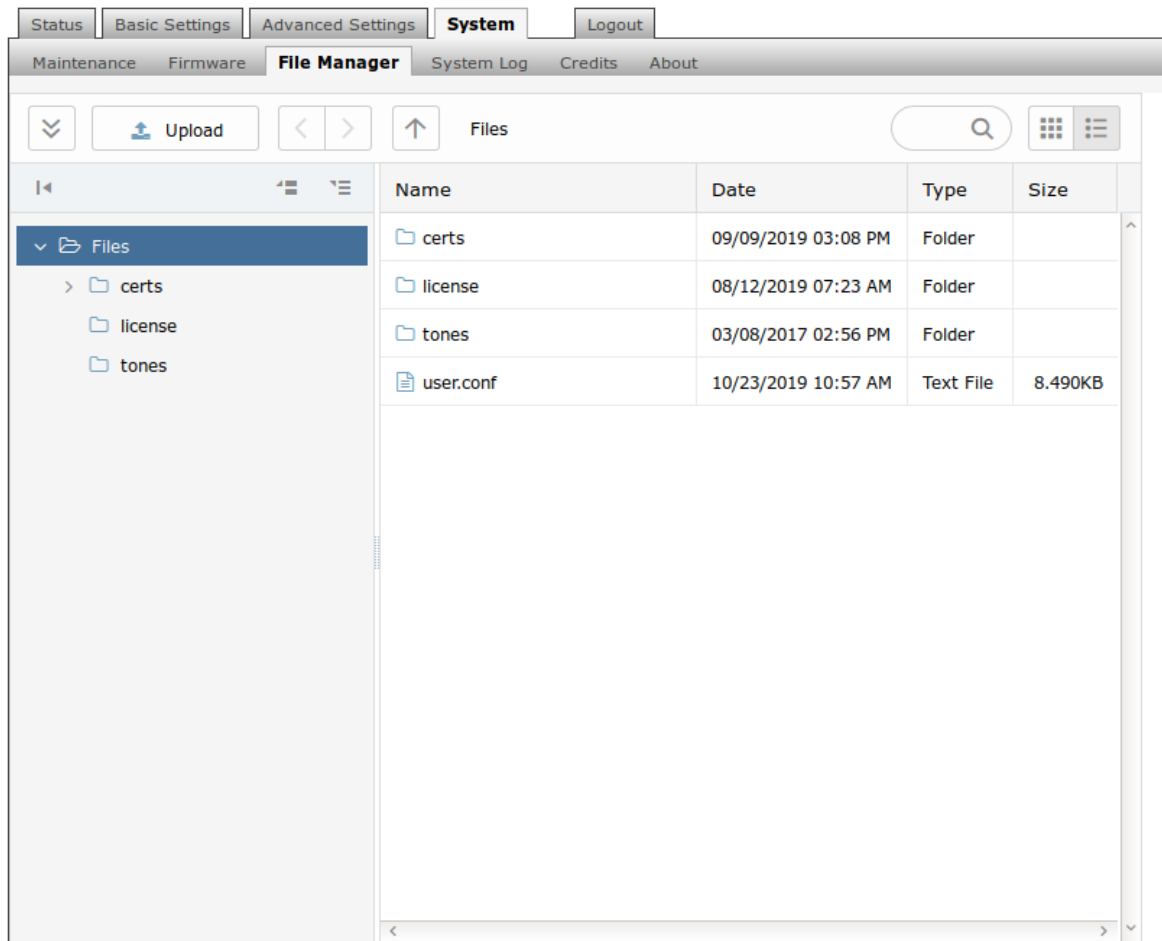 Status Basic Settings Advanced Settings System Logout
Maintenance Firmware File Manager System Log Credits About
Upload Files
Name Date Type Size
Files
certs
license
tones
certs 09/09/2019 03:08 PM Folder
license 08/12/2019 07:23 AM Folder
tones 03/08/2017 02:56 PM Folder
user.conf 10/23/2019 10:57 AM Text File 8.490KB